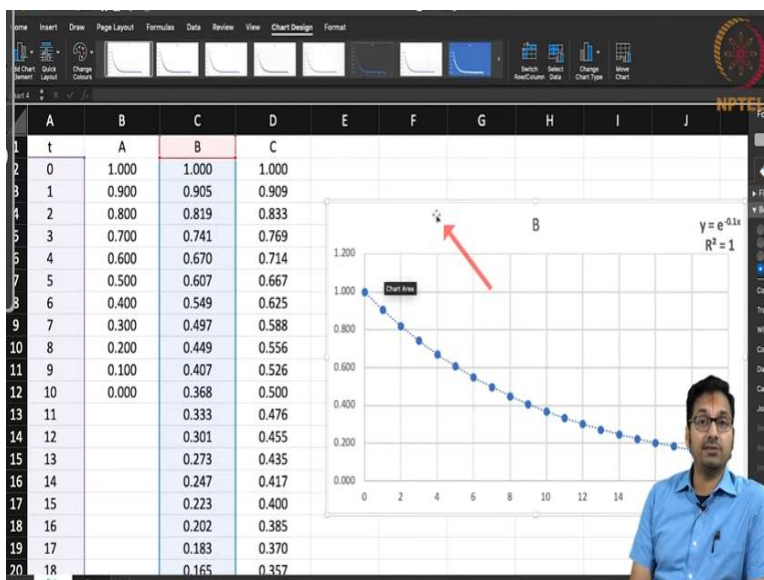 ome Insert Draw Page Layout Formulas Data Review View Chart Design Format
dd Chart Quick Change Switch Select Change Move
lement Layout Colours Row/Column Data Chart Type Chart
hart 4
NPTEL
A B C D E F G H I J
1 t A B C
2 0 1.000 1.000 1.000
3 1 0.900 0.905 0.909
4 2 0.800 0.819 0.833
5 3 0.700 0.741 0.769
6 4 0.600 0.670 0.714
7 5 0.500 0.607 0.667
8 6 0.400 0.549 0.625
9 7 0.300 0.497 0.588
10 8 0.200 0.449 0.556
11 9 0.100 0.407 0.526
12 10 0.000 0.368 0.500
13 11 0.333 0.476
14 12 0.301 0.455
15 13 0.273 0.435
16 14 0.247 0.417
17 15 0.223 0.400
18 16 0.202 0.385
19 17 0.183 0.370
20 18 0.165 0.357
B
y = e^-0.1x
R² = 1
1.200
1.000
Chart Area
0.800
0.600
0.400
0.200
0.000
0 2 4 6 8 10 12 14